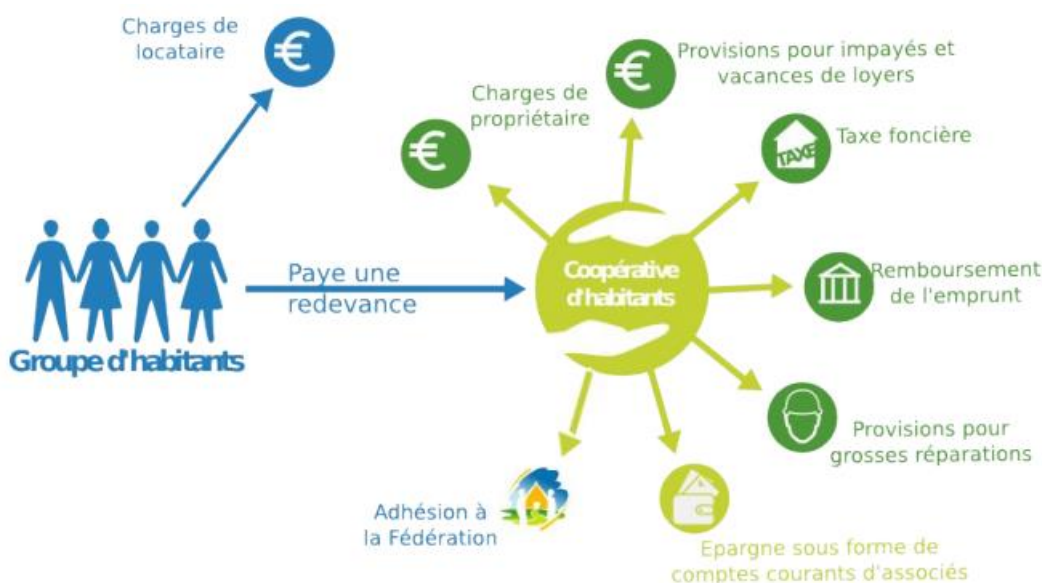 Charges de
locataire
Provisions pour impayés et
vacances de loyers
Charges de
propriétaire
TAXE
Taxe foncière
Coopérative
d'habitants
Paye une
redevance
Remboursement
de l'emprunt
Groupe d'habitants
Provisions pour
grosses réparations
Adhésion à
la Fédération
Epargne sous forme de
comptes courants d'associés